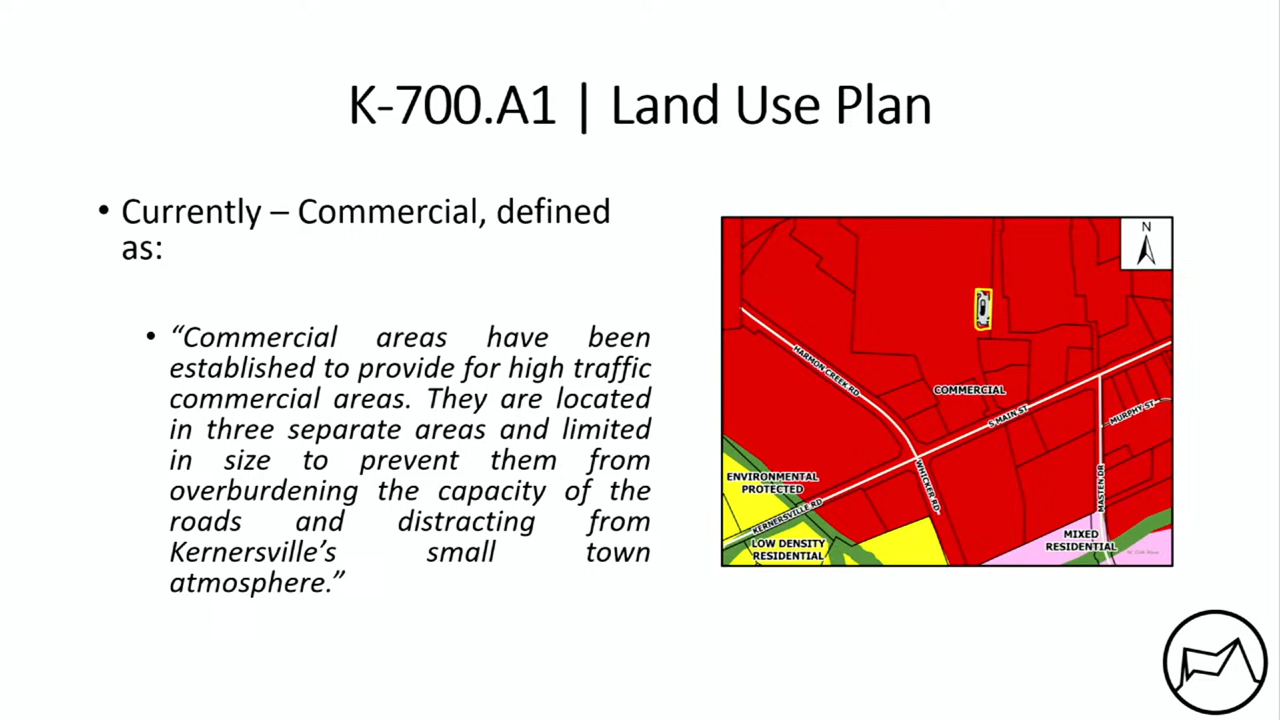 K-700.A1 | Land Use Plan
• Currently – Commercial, defined
as:
• “Commercial areas have been
established to provide for high traffic
commercial areas. They are located
in three separate areas and limited
in size to prevent them from
overburdening the capacity of the
roads and distracting from
Kernersville’s small town
atmosphere.”
N
HARMON CREEK RD
COMMERCIAL
S MAIN ST
MURPHY ST
WHICKER RD
MASTEN DR
ENVIRONMENTAL
PROTECTED
KERNERSVILLE RD
LOW DENSITY
RESIDENTIAL
MIXED
RESIDENTIAL